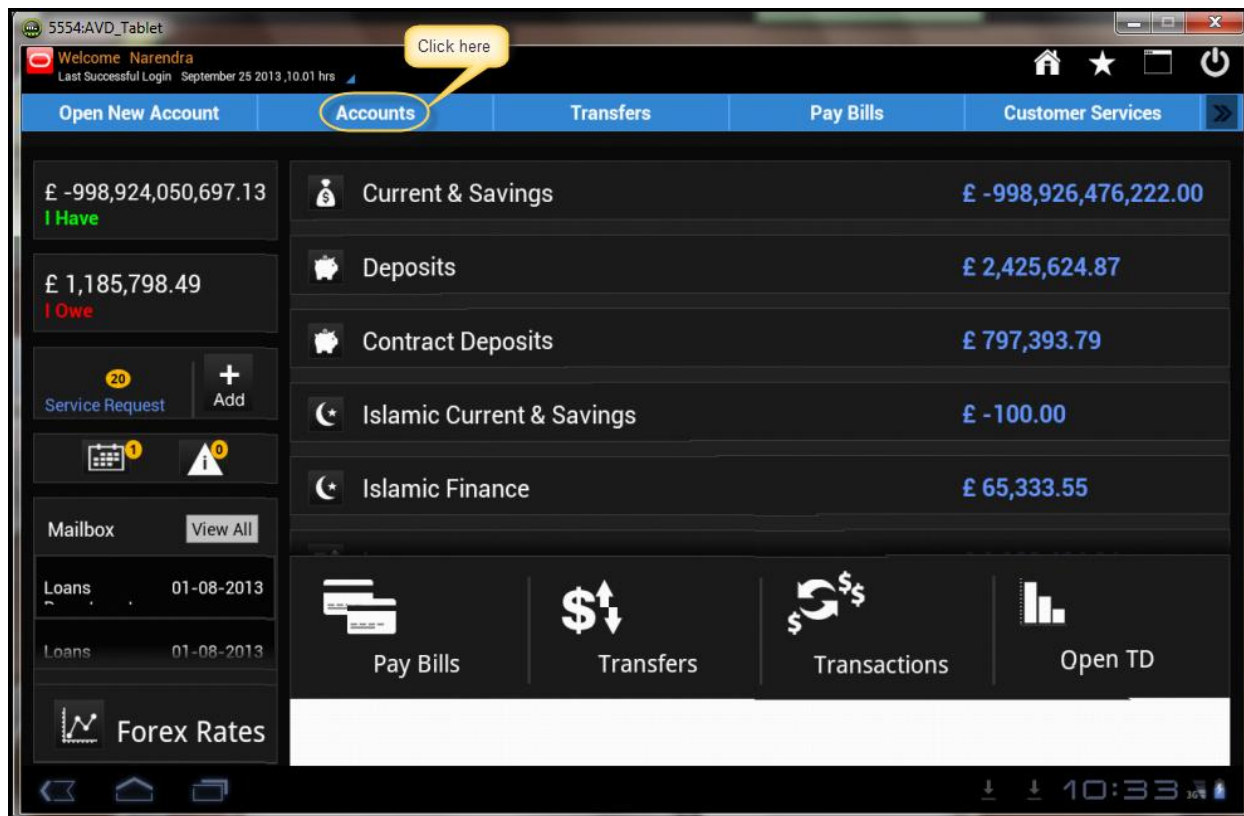 5554:AVD_Tablet
Click here
Welcome Narendra
Last Successful Login September 25 2013 ,10.01 hrs
Open New Account Accounts Transfers Pay Bills Customer Services
£ -998,924,050,697.13
I Have
£ 1,185,798.49
I Owe
20
Service Request
Add
1
0
Mailbox View All
Loans 01-08-2013
Loans 01-08-2013
Forex Rates
Current & Savings £ -998,926,476,222.00
Deposits £ 2,425,624.87
Contract Deposits £ 797,393.79
Islamic Current & Savings £ -100.00
Islamic Finance £ 65,333.55
Pay Bills Transfers Transactions Open TD
10:33 3G